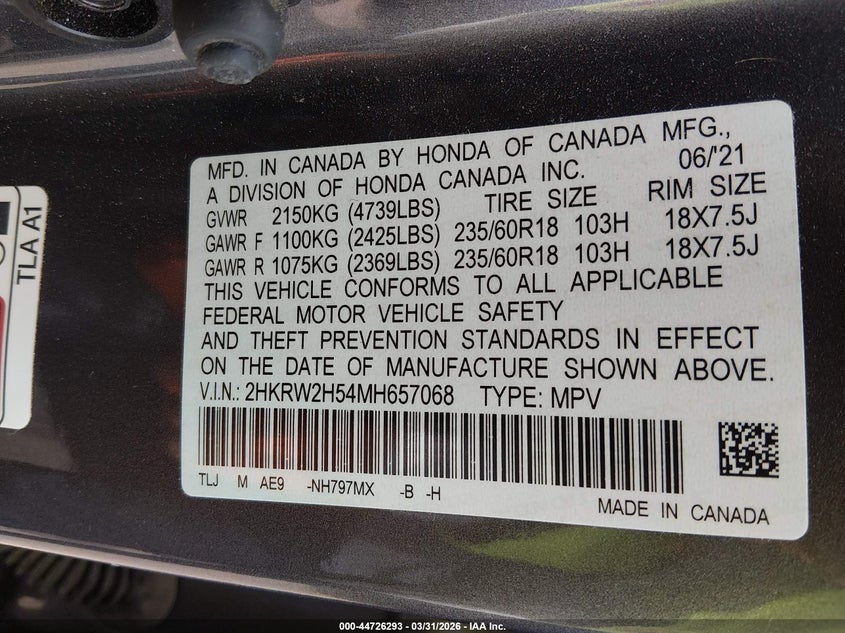 MFD. IN CANADA BY HONDA OF CANADA MFG.,
A DIVISION OF HONDA CANADA INC. 06/'21
GVWR 2150KG (4739LBS) TIRE SIZE RIM SIZE
GAWR F 1100KG (2425LBS) 235/60R18 103H 18X7.5J
GAWR R 1075KG (2369LBS) 235/60R18 103H 18X7.5J
THIS VEHICLE CONFORMS TO ALL APPLICABLE
FEDERAL MOTOR VEHICLE SAFETY
AND THEFT PREVENTION STANDARDS IN EFFECT
ON THE DATE OF MANUFACTURE SHOWN ABOVE.
V.I.N.: 2HKRW2H54MH657068 TYPE: MPV
TLJ M AE9 -NH797MX -B -H
MADE IN CANADA
TLA A1
000-44726293 - 03/31/2026 - IAA Inc.